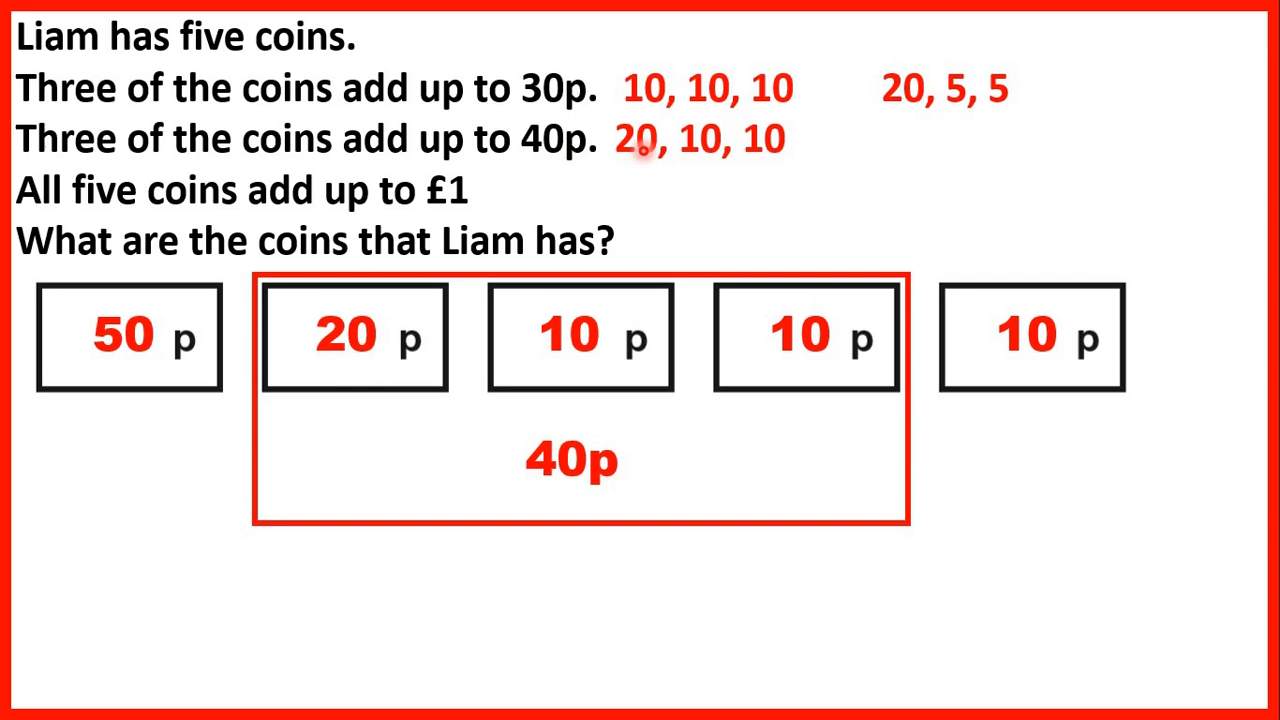 Liam has five coins.
Three of the coins add up to 30p. 10, 10, 10 20, 5, 5
Three of the coins add up to 40p. 20, 10, 10
All five coins add up to £1
What are the coins that Liam has?
50 p 20 p 10 p 10 p 10 p
40p